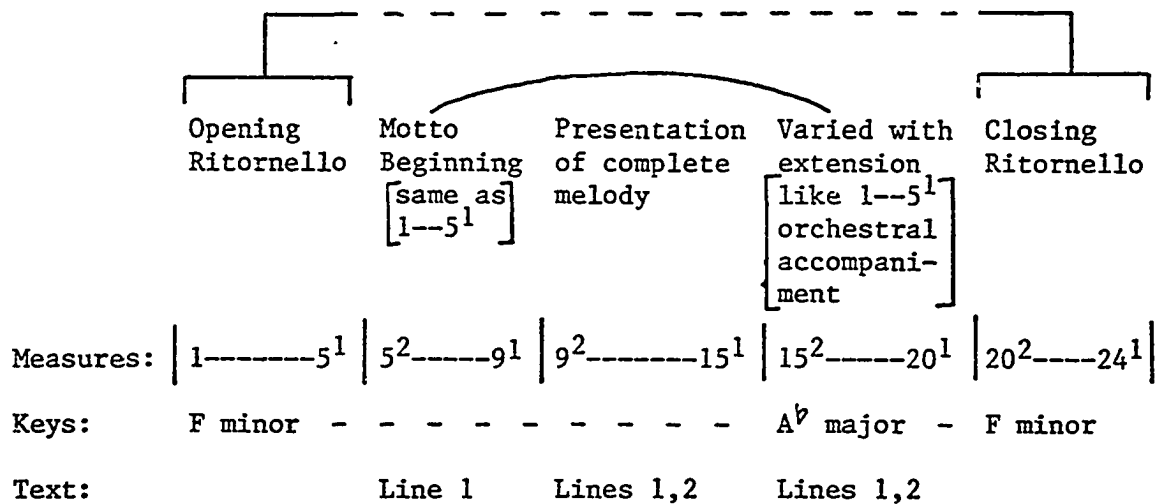 Opening Motto Presentation Varied with Closing
Ritornello Beginning of complete extension Ritornello
[same as melody [like 1--5¹
1--5¹] orchestral
accompani-
ment]
Measures: | 1-------5¹ | 5²-----9¹ | 9²-------15¹ | 15²-----20¹ | 20²----24¹ |
Keys: F minor - - - - - - - - - A♭ major - F minor
Text: Line 1 Lines 1,2 Lines 1,2